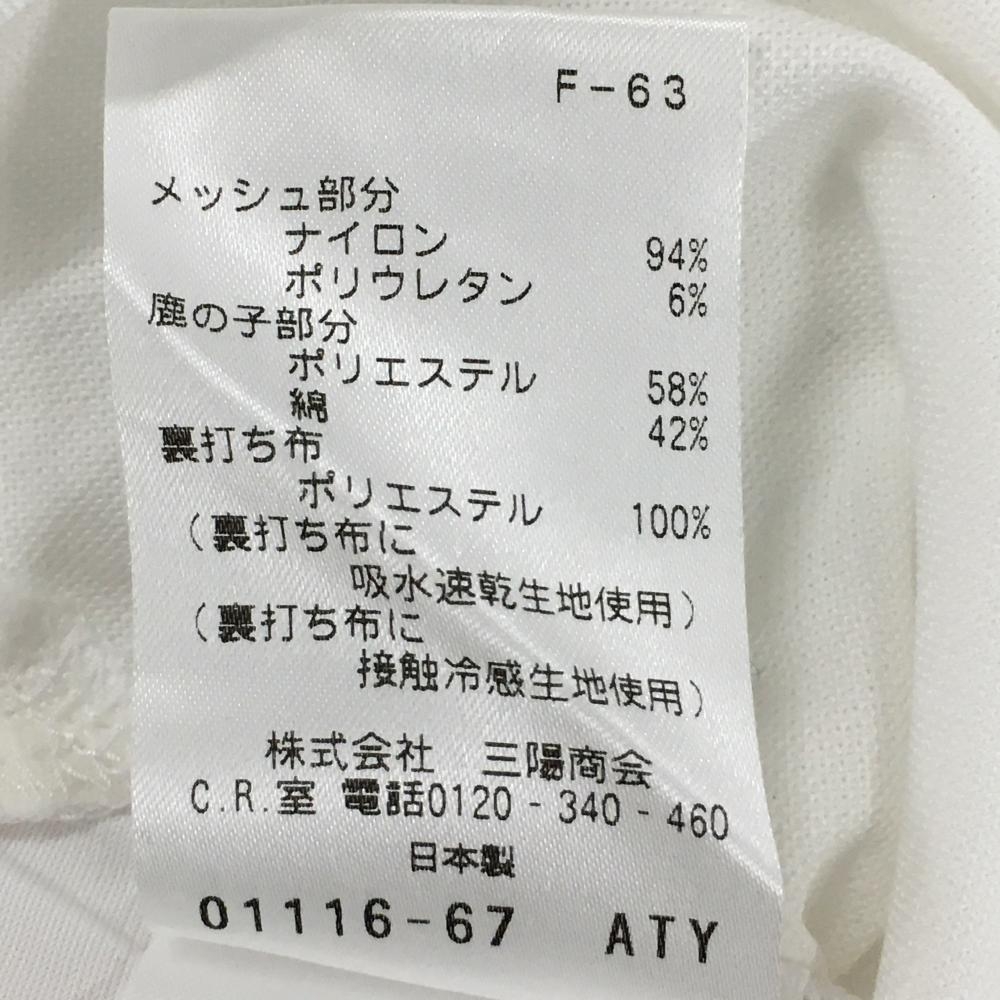 F-63
メッシュ部分
ナイロン 94%
ポリウレタン 6%
鹿の子部分
ポリエステル 58%
綿 42%
裏打ち布
ポリエステル 100%
（裏打ち布に
吸水速乾生地使用）
（裏打ち布に
接触冷感生地使用）
株式会社 三陽商会
C.R.室 電話0120-340-460
日本製
01116-67 ATY